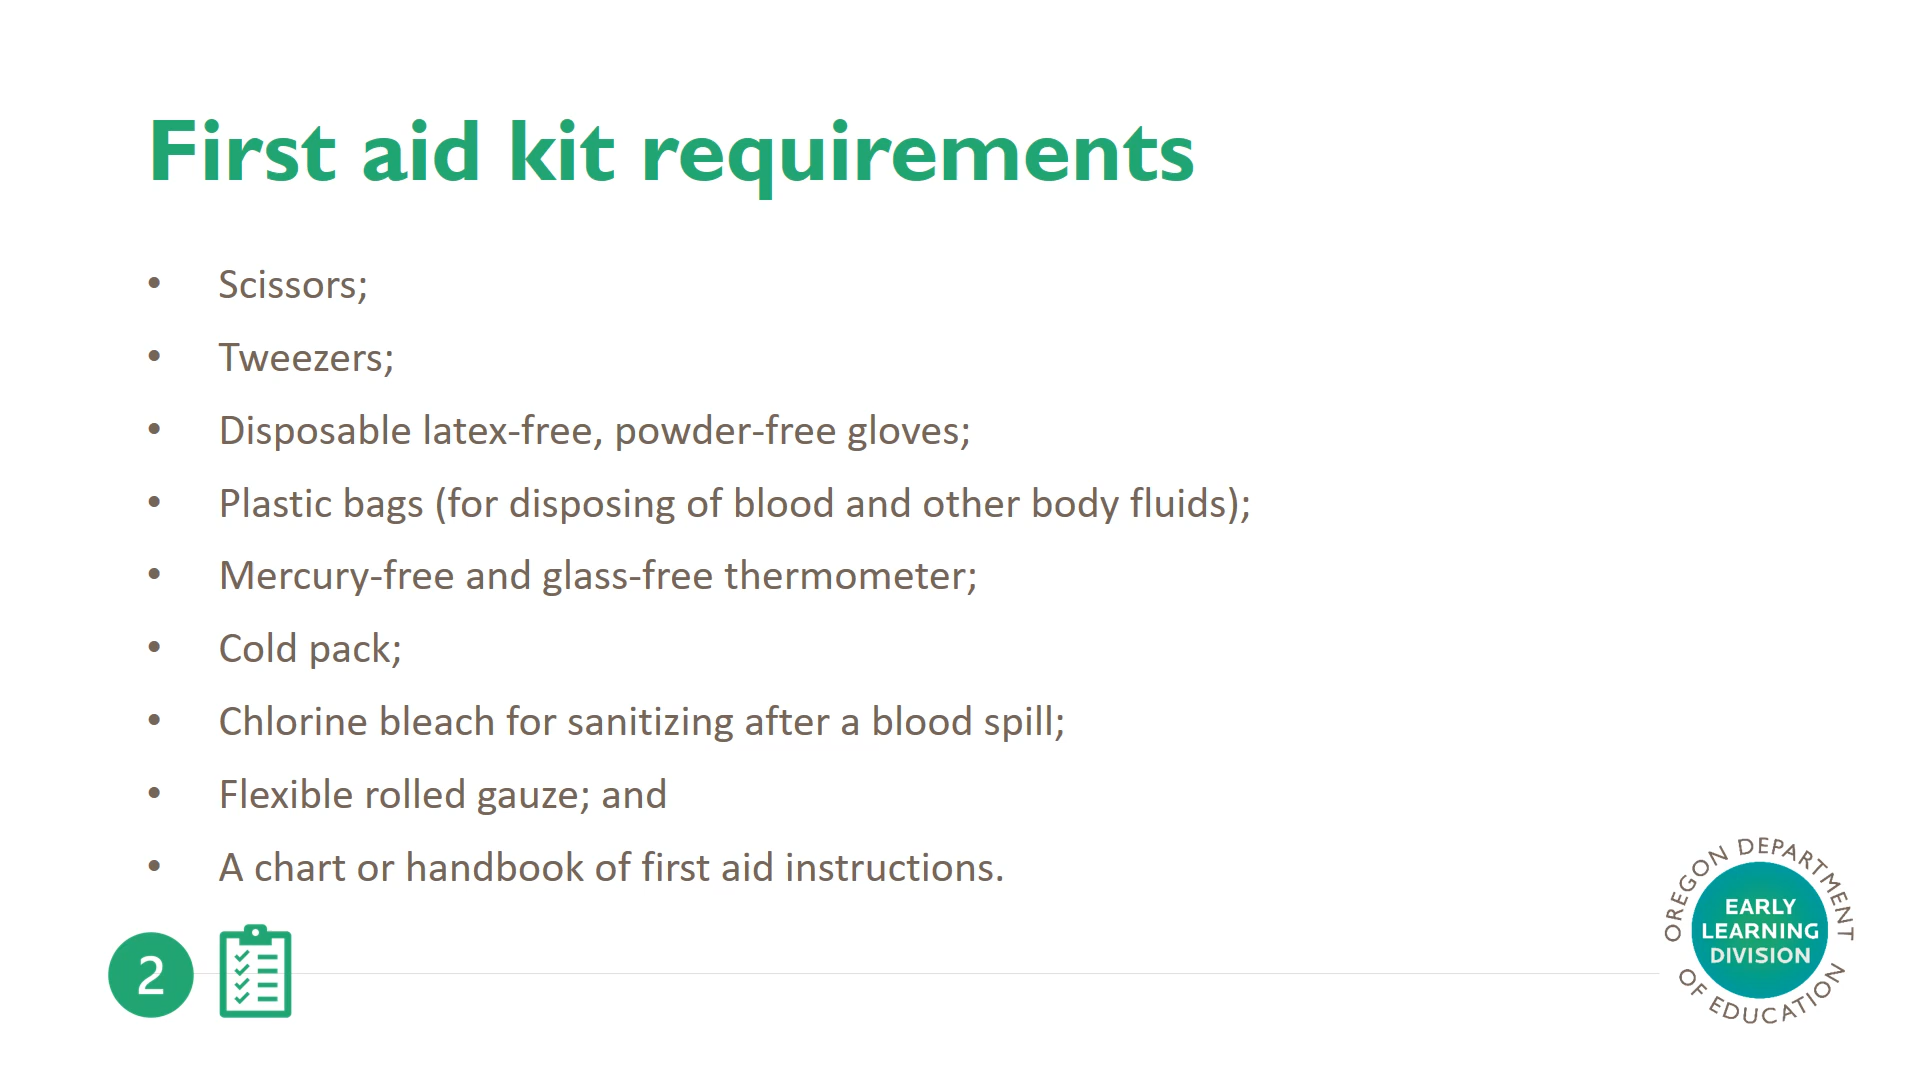 First aid kit requirements
• Scissors;
• Tweezers;
• Disposable latex-free, powder-free gloves;
• Plastic bags (for disposing of blood and other body fluids);
• Mercury-free and glass-free thermometer;
• Cold pack;
• Chlorine bleach for sanitizing after a blood spill;
• Flexible rolled gauze; and
• A chart or handbook of first aid instructions.
2
OREGON DEPARTMENT
EARLY
LEARNING
DIVISION
OF EDUCATION